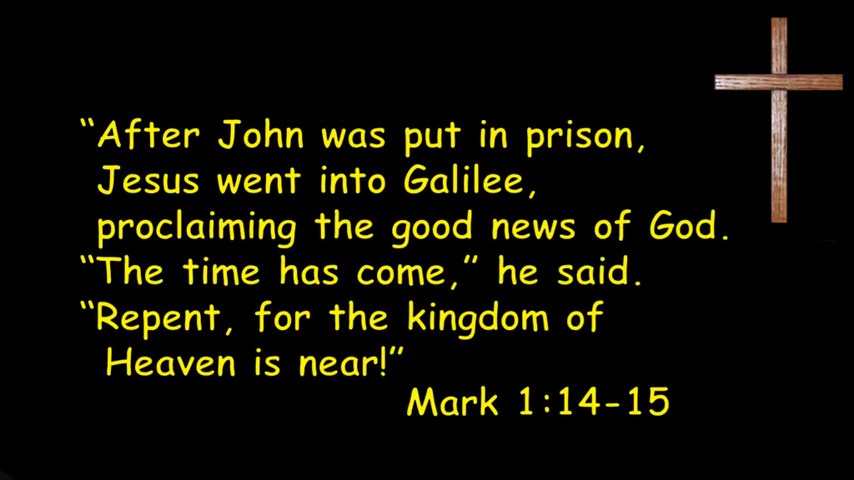 “After John was put in prison,
Jesus went into Galilee,
proclaiming the good news of God.
“The time has come,” he said.
“Repent, for the kingdom of
Heaven is near!”
Mark 1:14-15